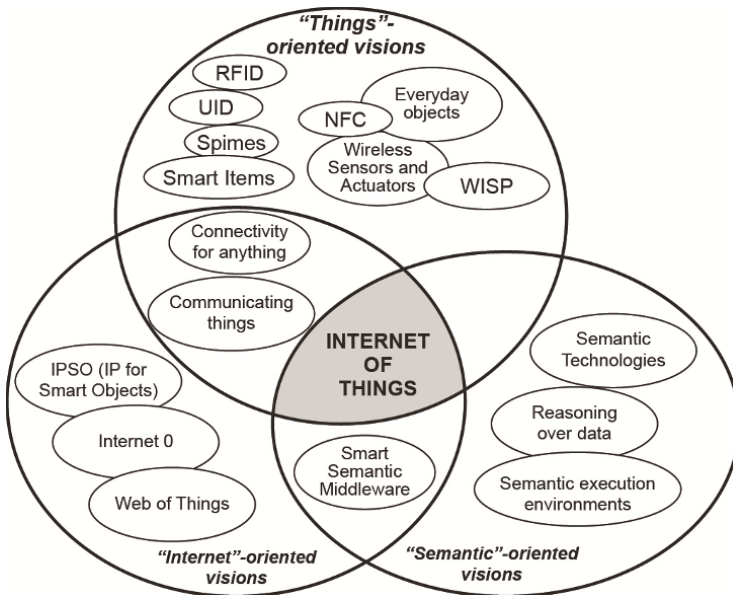 “Things”-
oriented visions
RFID
UID
Spimes
Smart Items
Everyday
objects
NFC
Wireless
Sensors and
Actuators
WISP
Connectivity
for anything
Communicating
things
INTERNET
OF
THINGS
IPSO (IP for
Smart Objects)
Internet 0
Web of Things
Smart
Semantic
Middleware
Semantic
Technologies
Reasoning
over data
Semantic execution
environments
“Internet”-oriented
visions
“Semantic”-oriented
visions